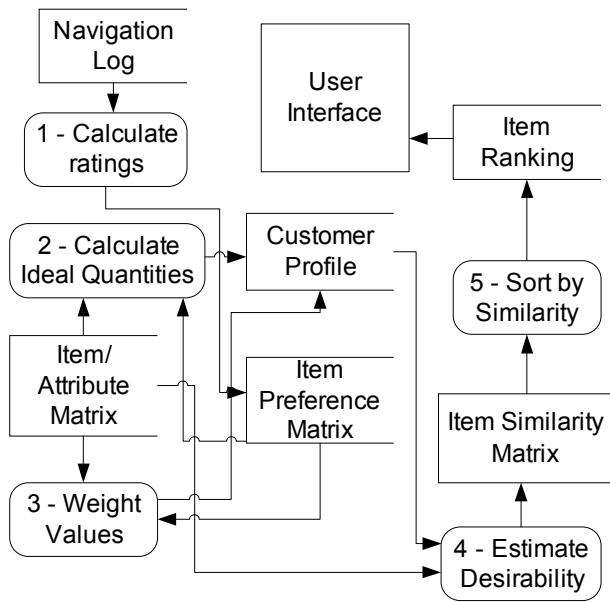 Navigation
Log
User
Interface
1 - Calculate
ratings
Item
Ranking
2 - Calculate
Ideal Quantities
Customer
Profile
5 - Sort by
Similarity
Item/
Attribute
Matrix
Item
Preference
Matrix
Item Similarity
Matrix
3 - Weight
Values
4 - Estimate
Desirability